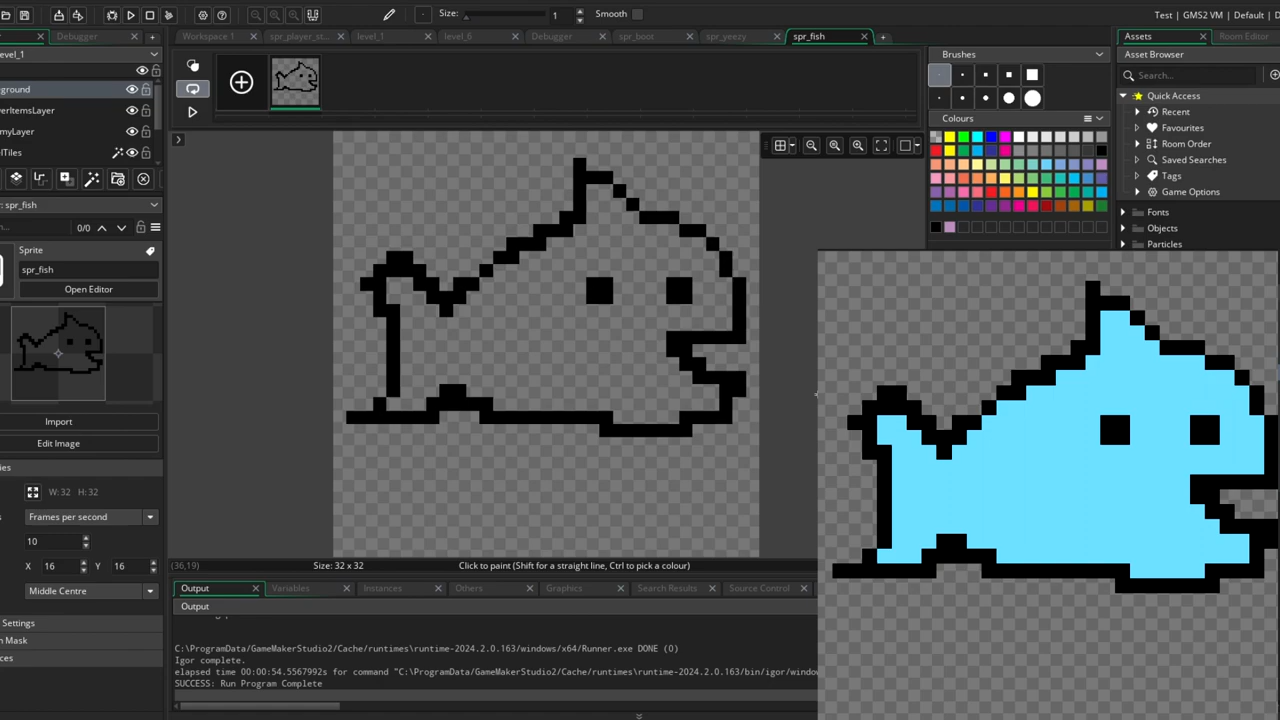 Size: 1 Smooth
Test | GMS2 VM | Default |
Debugger
Workspace 1 spr_player_st... level_1 level_6 Debugger spr_boot spr_yeezy spr_fish
Assets Room Editor
evel_1
Brushes
Asset Browser
Search...
Quick Access
Recent
Colours
Favourites
Room Order
Saved Searches
Tags
Game Options
Fonts
Objects
Particles
ground
verItemsLayer
myLayer
lTiles
: spr_fish
0/0
Sprite
spr_fish
Open Editor
Import
Edit Image
ies
W:32 H:32
Frames per second
10
X 16 Y 16
Middle Centre
Settings
n Mask
ces
(36,19) Size: 32 x 32 Click to paint (Shift for a straight line, Ctrl to pick a colour)
Output Variables Instances Others Graphics Search Results Source Control
Output
C:\ProgramData/GameMakerStudio2/Cache/runtimes\runtime-2024.2.0.163/windows/x64/Runner.exe DONE (0)
Igor complete.
elapsed time 00:00:54.5567992s for command "C:\ProgramData/GameMakerStudio2/Cache/runtimes\runtime-2024.2.0.163/bin/igor/window
SUCCESS: Run Program Complete